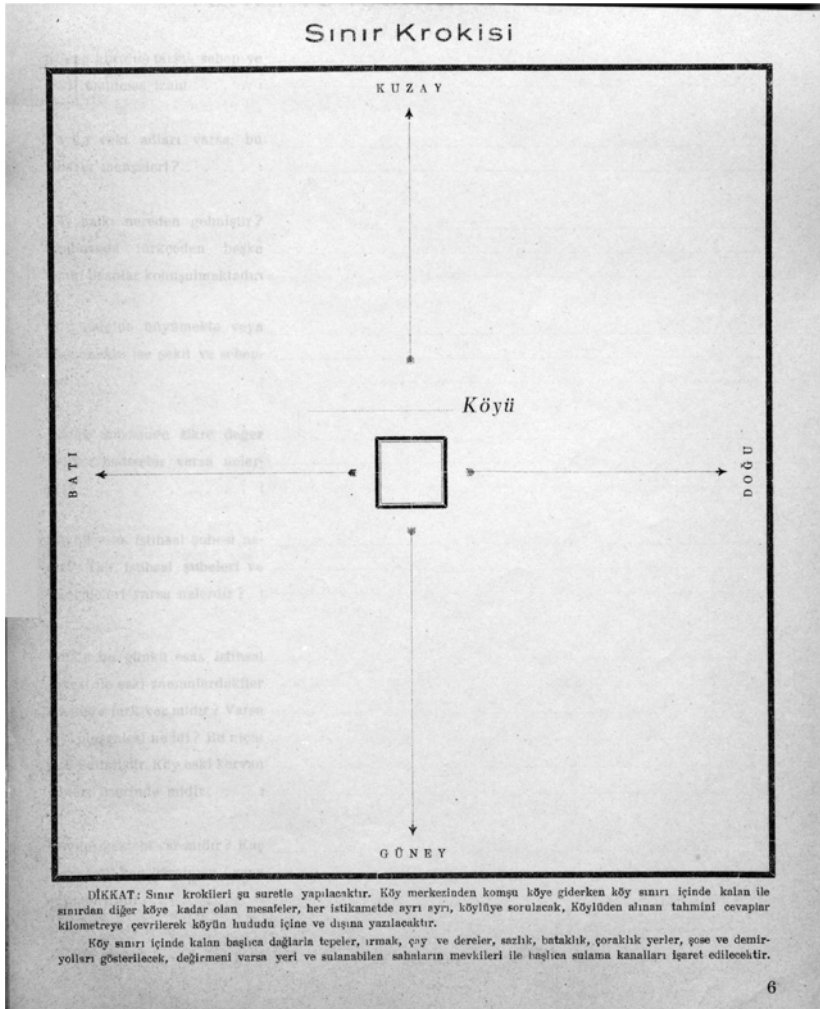 Sınır Krokisi
KUZAY
Köyü
BATI
DOĞU
GÜNEY
DİKKAT: Sınır krokileri şu suretle yapılacaktır. Köy merkezinden komşu köye giderken köy sınırı içinde kalan ile
sınırdan diğer köye kadar olan mesafeler, her istikametde ayrı ayrı, köylüye sorulacak, Köylüden alınan tahmini cevaplar
kilometreye çevrilerek köyün hududu içine ve dışına yazılacaktır.
Köy sınırı içinde kalan başlıca dağlarla tepeler, ırmak, çay ve dereler, sazlık, bataklık, çoraklık yerler, şose ve demir-
yolları gösterilecek, değirmeni varsa yeri ve sulanabilen sahaların mevkileri ile başlıca sulama kanalları işaret edilecektir.
6